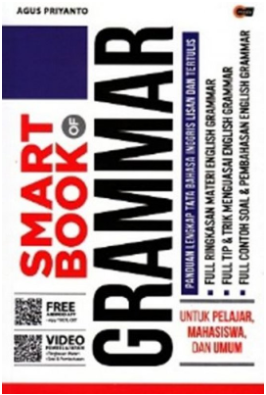 AGUS PRIYANTO
SMART
BOOK OF
GRAMMAR
PANDUAN LENGKAP TATA BAHASA INGGRIS LISAN DAN TERTULIS
FULL RINGKASAN MATERI ENGLISH GRAMMAR
FULL TIP & TRIK MENGUASAI ENGLISH GRAMMAR
FULL CONTOH SOAL & PEMBAHASAN ENGLISH GRAMMAR
FREE
VIDEO
UNTUK PELAJAR,
MAHASISWA,
DAN UMUM